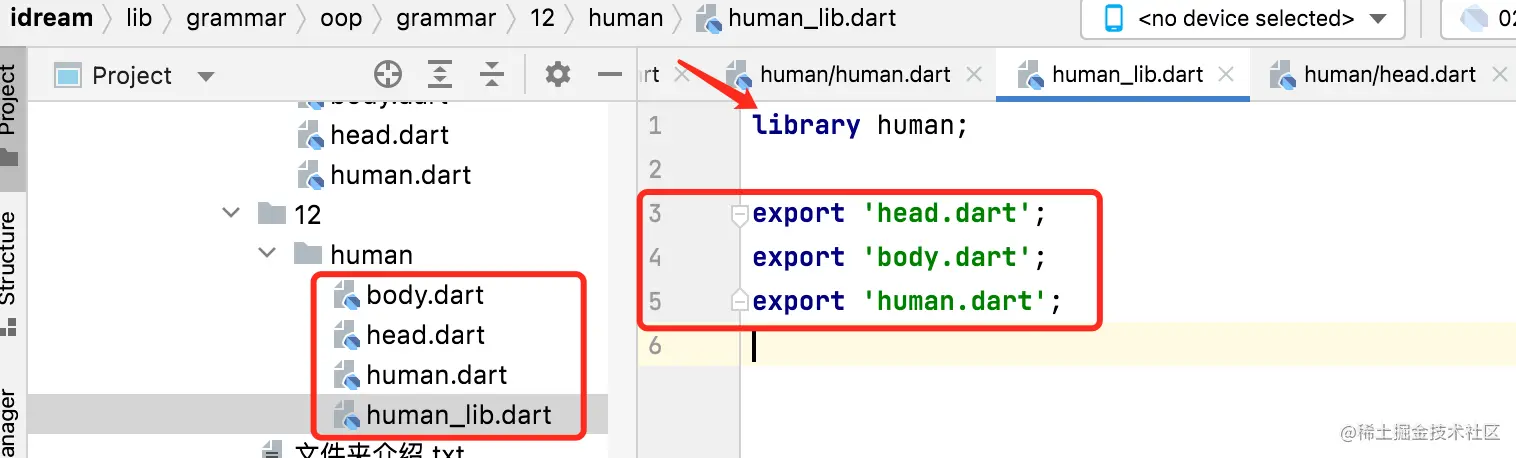 idream lib grammar oop grammar 12 human human_lib.dart <no device selected> 02
Project
rt human/human.dart human_lib.dart human/head.dart
Project
Structure
anager
body.dart
head.dart
human.dart
12
human
body.dart
head.dart
human.dart
human_lib.dart
文件夹介绍.txt
1 library human;
2
3 export 'head.dart';
4 export 'body.dart';
5 export 'human.dart';
6
@稀土掘金技术社区